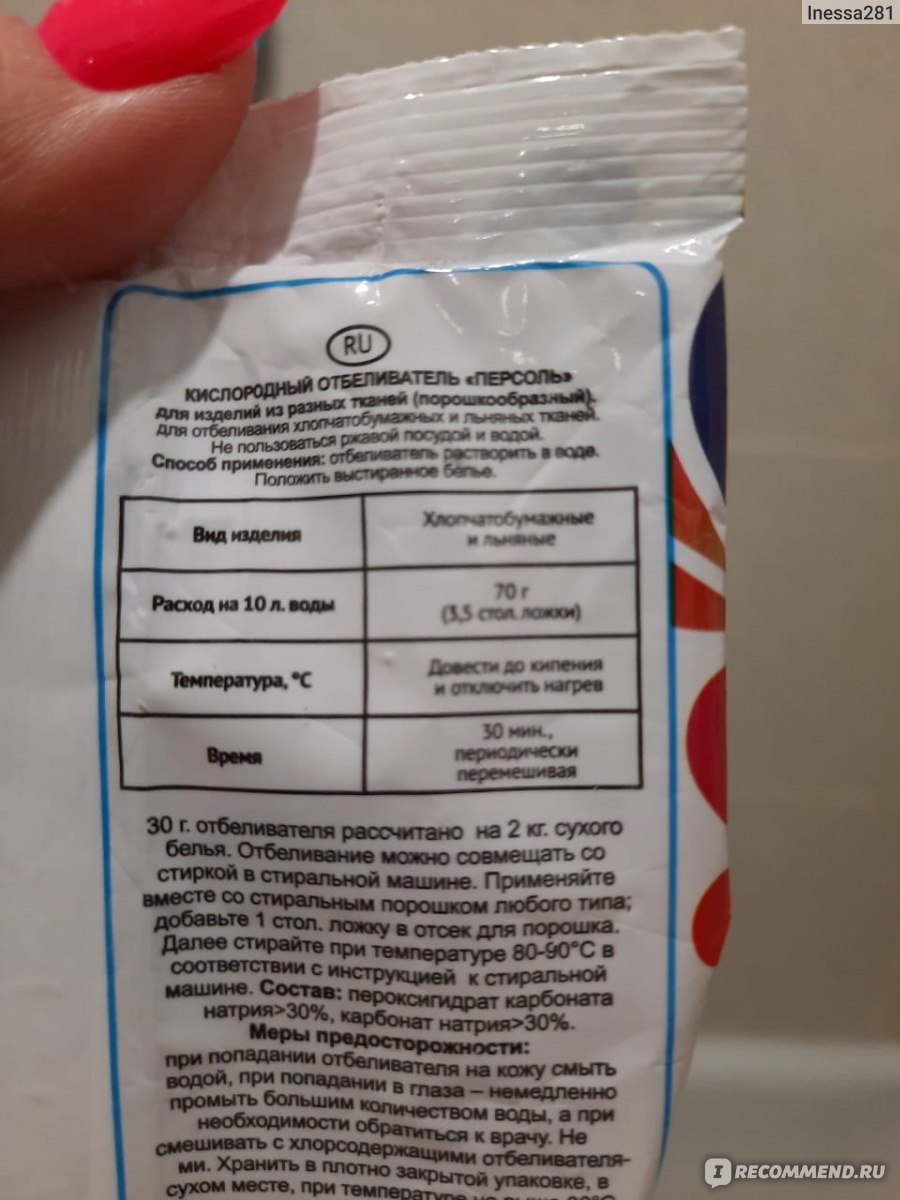 Inessa281
RU
КИСЛОРОДНЫЙ ОТБЕЛИВАТЕЛЬ «ПЕРСОЛЬ»
для изделий из разных тканей (порошкообразный).
для отбеливания хлопчатобумажных и льняных тканей.
Не пользоваться ржавой посудой и водой.
Способ применения: отбеливатель растворить в воде.
Положить выстиранное белье.
Вид изделия
Хлопчатобумажные
и льняные
Расход на 10 л. воды
70 г
(3,5 стол. ложки)
Температура, °С
Довести до кипения
и отключить нагрев
Время
30 мин.,
периодически
перемешивая
30 г. отбеливателя рассчитано на 2 кг. сухого
белья. Отбеливание можно совмещать со
стиркой в стиральной машине. Применяйте
вместе со стиральным порошком любого типа;
добавьте 1 стол. ложку в отсек для порошка.
Далее стирайте при температуре 80-90°С в
соответствии с инструкцией к стиральной
машине. Состав: пероксигидрат карбоната
натрия>30%, карбонат натрия>30%.
Меры предосторожности:
при попадании отбеливателя на кожу смыть
водой, при попадании в глаза – немедленно
промыть большим количеством воды, а при
необходимости обратиться к врачу. Не
смешивать с хлорсодержащими отбеливателя-
ми. Хранить в плотно закрытой упаковке, в
сухом месте, при температуре
IRECOMMEND.RU